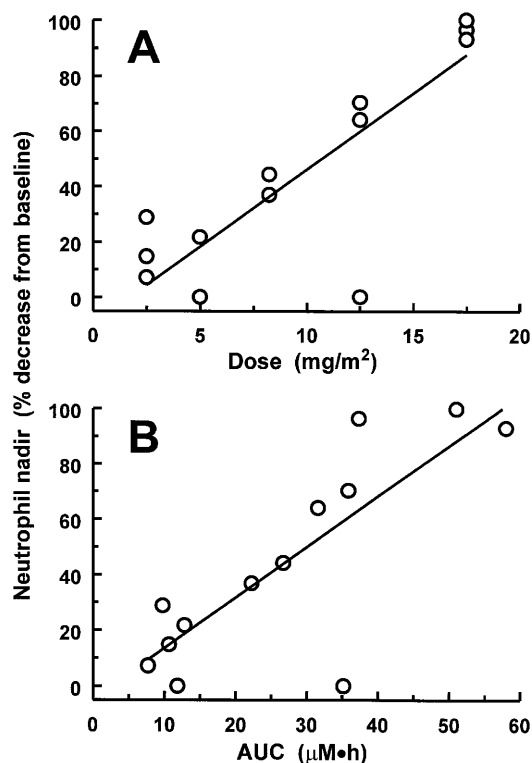 Neutrophil nadir (% decrease from baseline)
A
100
80
60
40
20
0
0 5 10 15 20
Dose (mg/m²)
B
100
80
60
40
20
0
0 10 20 30 40 50 60
AUC (μM•h)